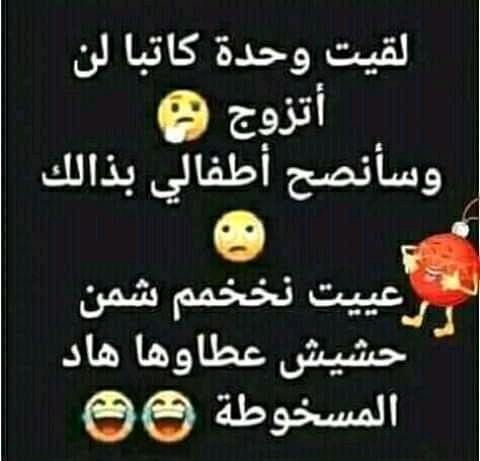 لقيت وحدة كاتبا لن
أتزوج 🤔
وسأنصح أطفالي بذالك
🙄
عييت نخخمم شمن
حشيش عطاوها هاد
المسخوطة 😂😂